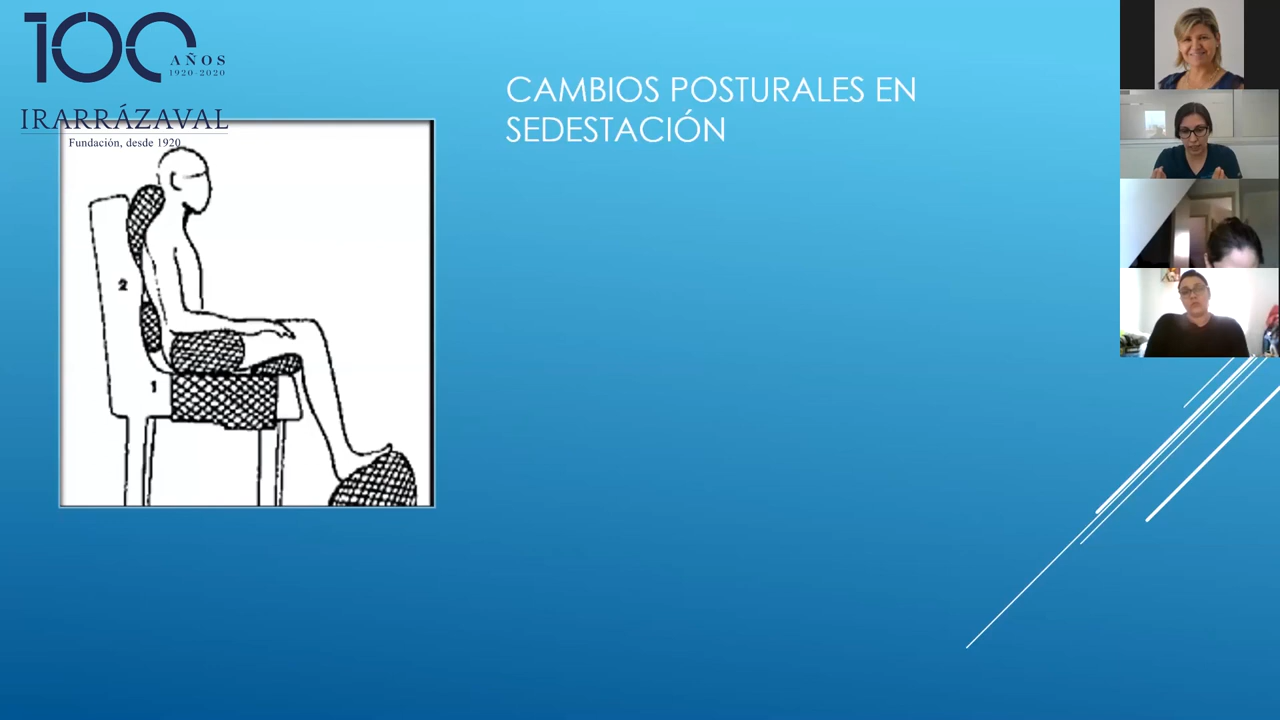 100
AÑOS
1920-2020
IRARRÁZAVAL
Fundación, desde 1920
CAMBIOS POSTURALES EN
SEDESTACIÓN
2
1